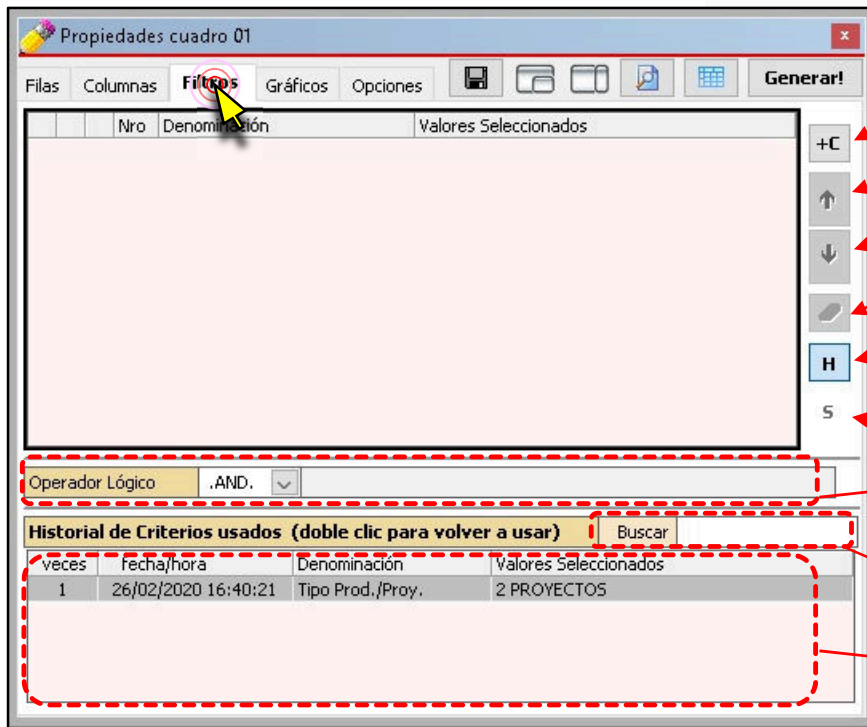 Propiedades cuadro 01
x
Filas Columnas Filtros Gráficos Opciones Generar!
Nro Denominación Valores Seleccionados
+C
H
S
Operador Lógico .AND.
Historial de Criterios usados (doble clic para volver a usar) Buscar
veces fecha/hora Denominación Valores Seleccionados
1 26/02/2020 16:40:21 Tipo Prod./Proy. 2 PROYECTOS